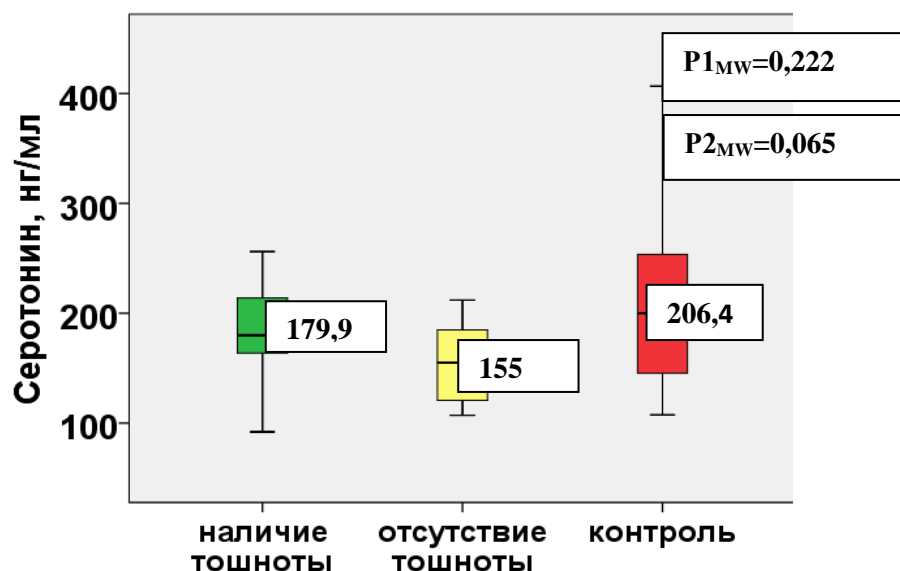 Серотонин, нг/мл
400
300
200
100
P1MW=0,222
P2MW=0,065
179,9
155
206,4
наличие
тошноты
отсутствие
тошноты
контроль